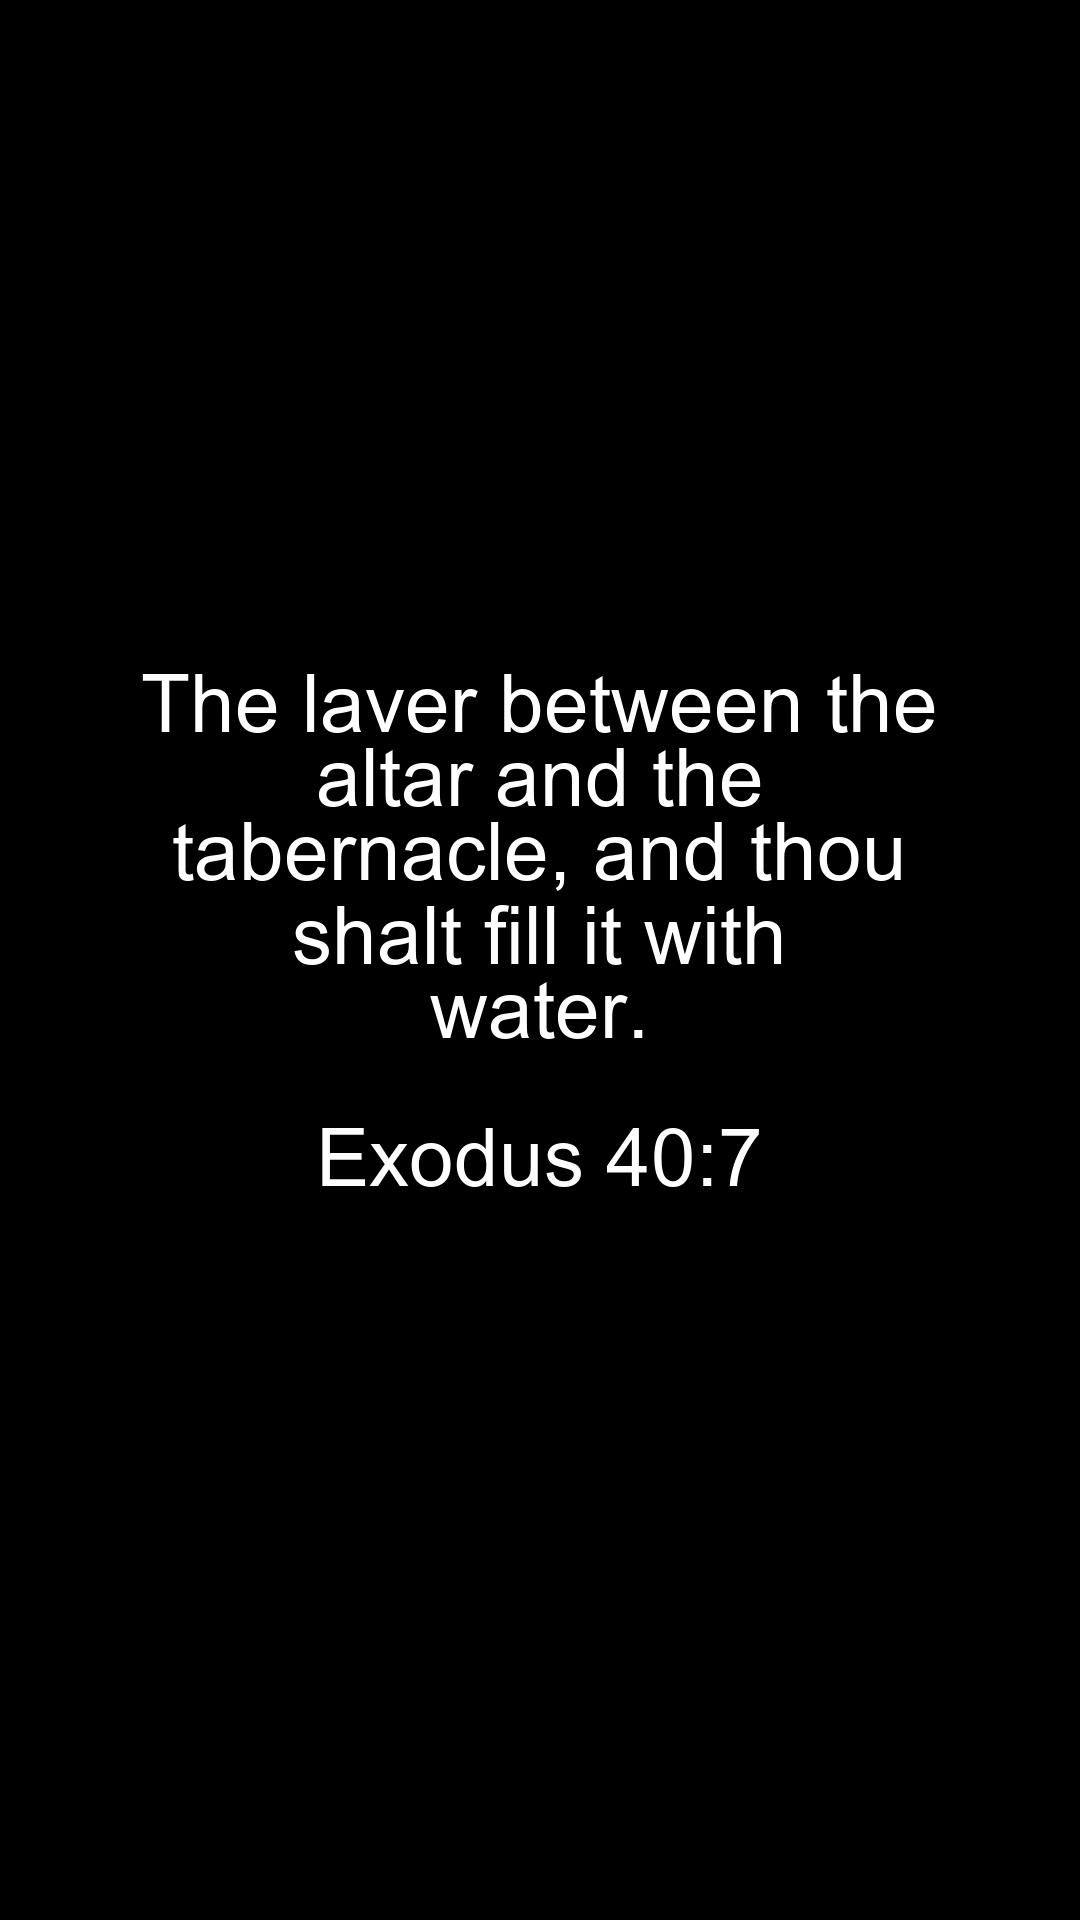 The laver between the
altar and the
tabernacle, and thou
shalt fill it with
water.
Exodus 40:7